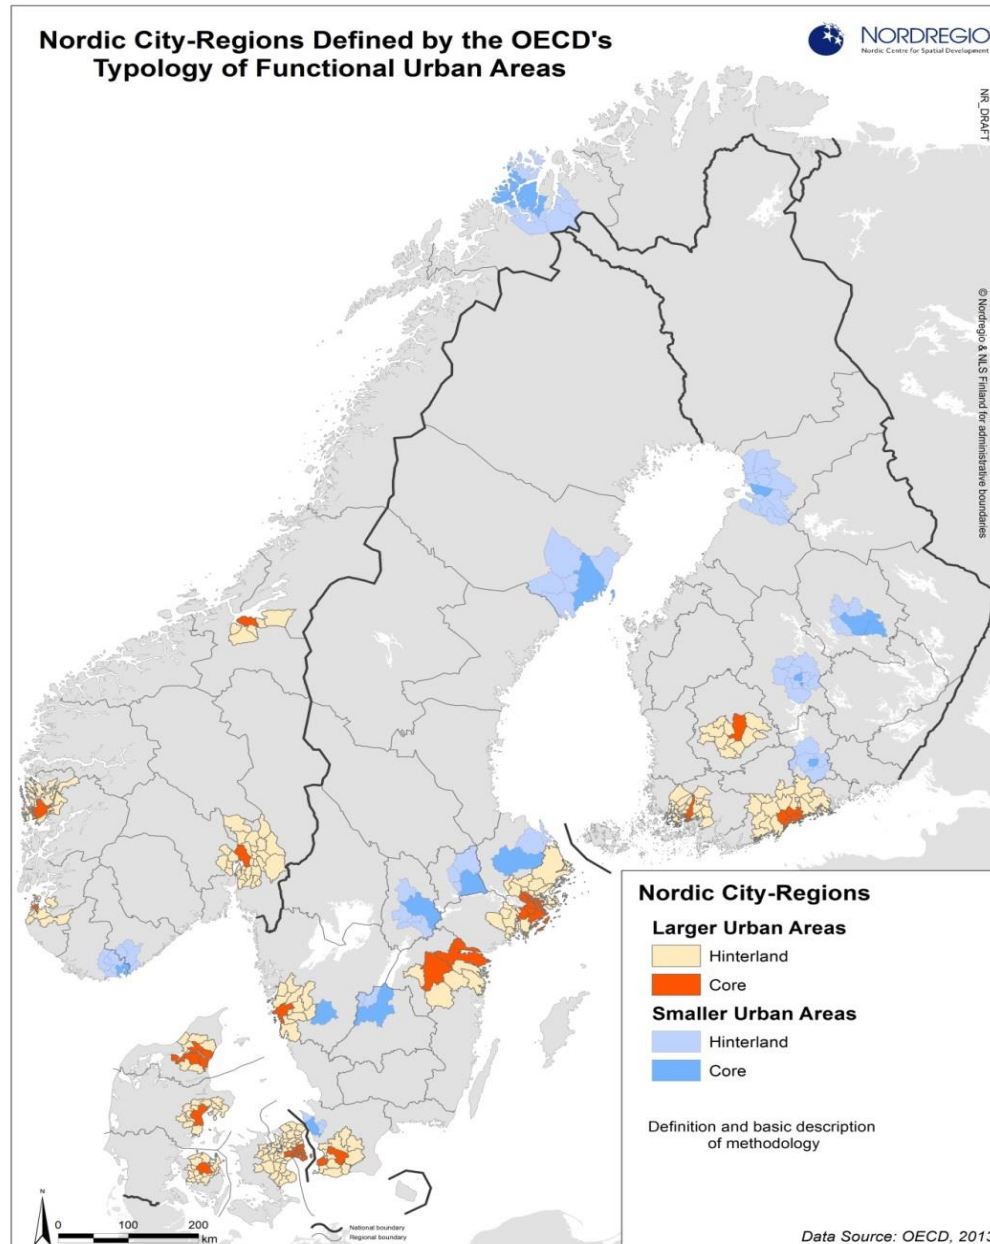 Nordic City-Regions Defined by the OECD's
Typology of Functional Urban Areas
NORDREGIO
Nordic Centre for Spatial Development
NR_DRAFT
© Nordregio & NLS Finland for administrative boundaries
Nordic City-Regions
Larger Urban Areas
Hinterland
Core
Smaller Urban Areas
Hinterland
Core
Definition and basic description
of methodology
N
0 100 200
km
National boundary
Regional boundary
Data Source: OECD, 2013